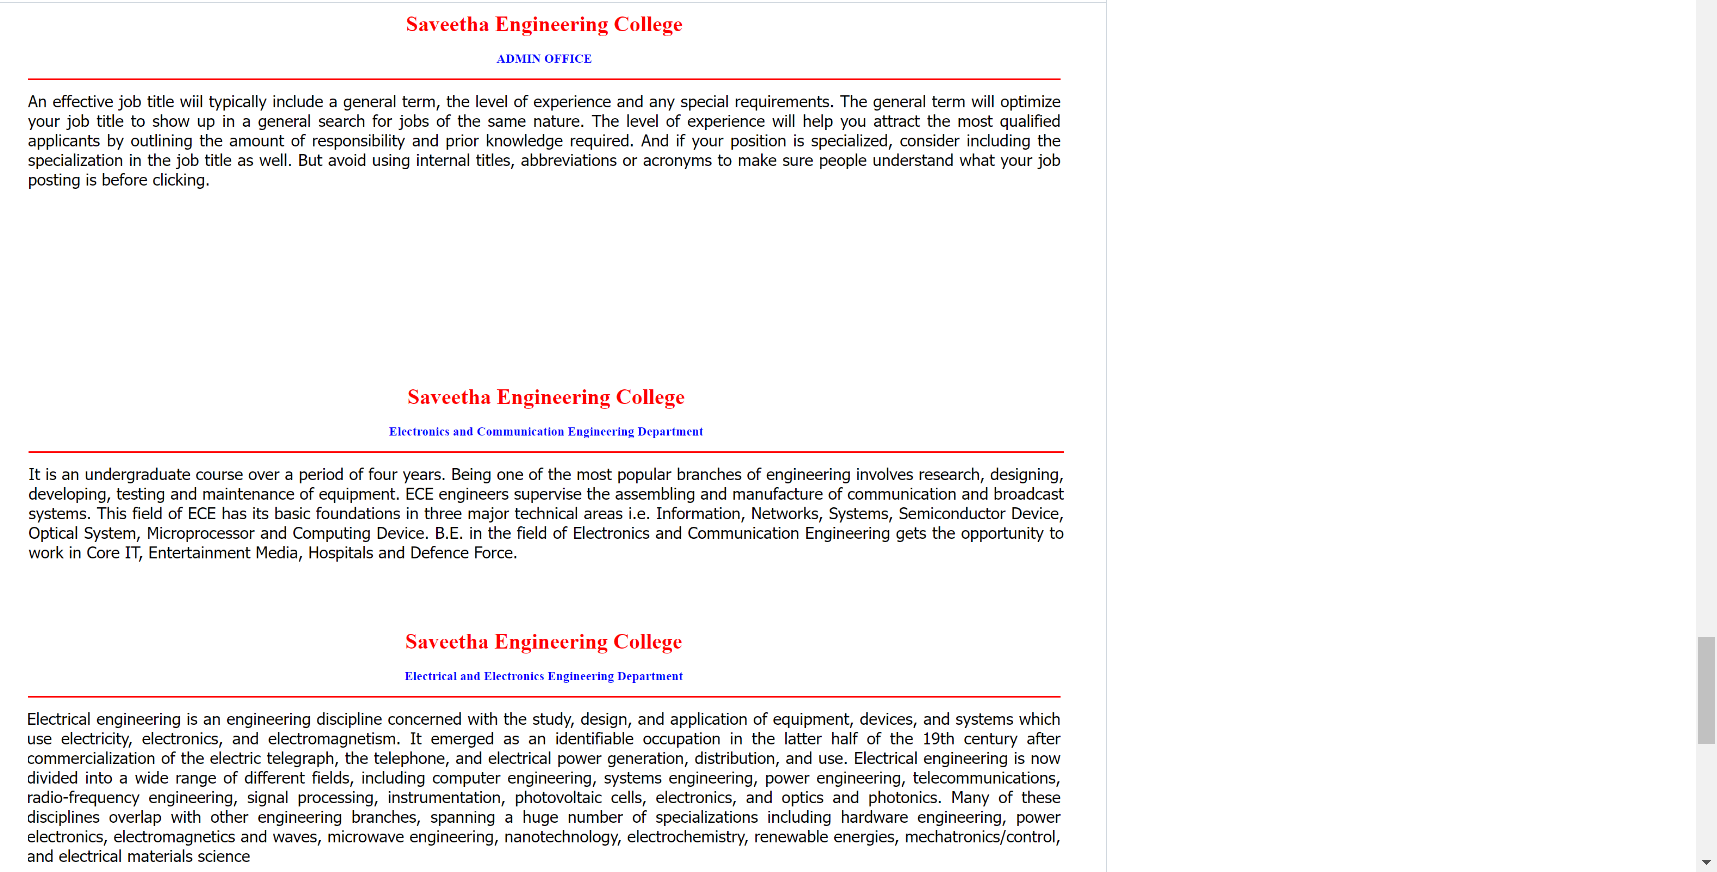 Saveetha Engineering College
ADMIN OFFICE
An effective job title wiil typically include a general term, the level of experience and any special requirements. The general term will optimize
your job title to show up in a general search for jobs of the same nature. The level of experience will help you attract the most qualified
applicants by outlining the amount of responsibility and prior knowledge required. And if your position is specialized, consider including the
specialization in the job title as well. But avoid using internal titles, abbreviations or acronyms to make sure people understand what your job
posting is before clicking.
Saveetha Engineering College
Electronics and Communication Engineering Department
It is an undergraduate course over a period of four years. Being one of the most popular branches of engineering involves research, designing,
developing, testing and maintenance of equipment. ECE engineers supervise the assembling and manufacture of communication and broadcast
systems. This field of ECE has its basic foundations in three major technical areas i.e. Information, Networks, Systems, Semiconductor Device,
Optical System, Microprocessor and Computing Device. B.E. in the field of Electronics and Communication Engineering gets the opportunity to
work in Core IT, Entertainment Media, Hospitals and Defence Force.
Saveetha Engineering College
Electrical and Electronics Engineering Department
Electrical engineering is an engineering discipline concerned with the study, design, and application of equipment, devices, and systems which
use electricity, electronics, and electromagnetism. It emerged as an identifiable occupation in the latter half of the 19th century after
commercialization of the electric telegraph, the telephone, and electrical power generation, distribution, and use. Electrical engineering is now
divided into a wide range of different fields, including computer engineering, systems engineering, power engineering, telecommunications,
radio-frequency engineering, signal processing, instrumentation, photovoltaic cells, electronics, and optics and photonics. Many of these
disciplines overlap with other engineering branches, spanning a huge number of specializations including hardware engineering, power
electronics, electromagnetics and waves, microwave engineering, nanotechnology, electrochemistry, renewable energies, mechatronics/control,
and electrical materials science